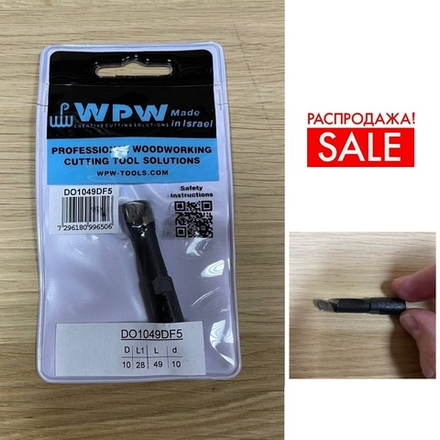 WPW
CREATIVE CUTTING SOLUTIONS
Made
in Israel
PROFESSIONAL WOODWORKING
CUTTING TOOL SOLUTIONS
WPW-TOOLS.COM
DO1049DF5
Safety
Instructions
7 296180 996506
DO1049DF5
D L1 L d
10 28 49 10
РАСПРОДАЖА!
SALE